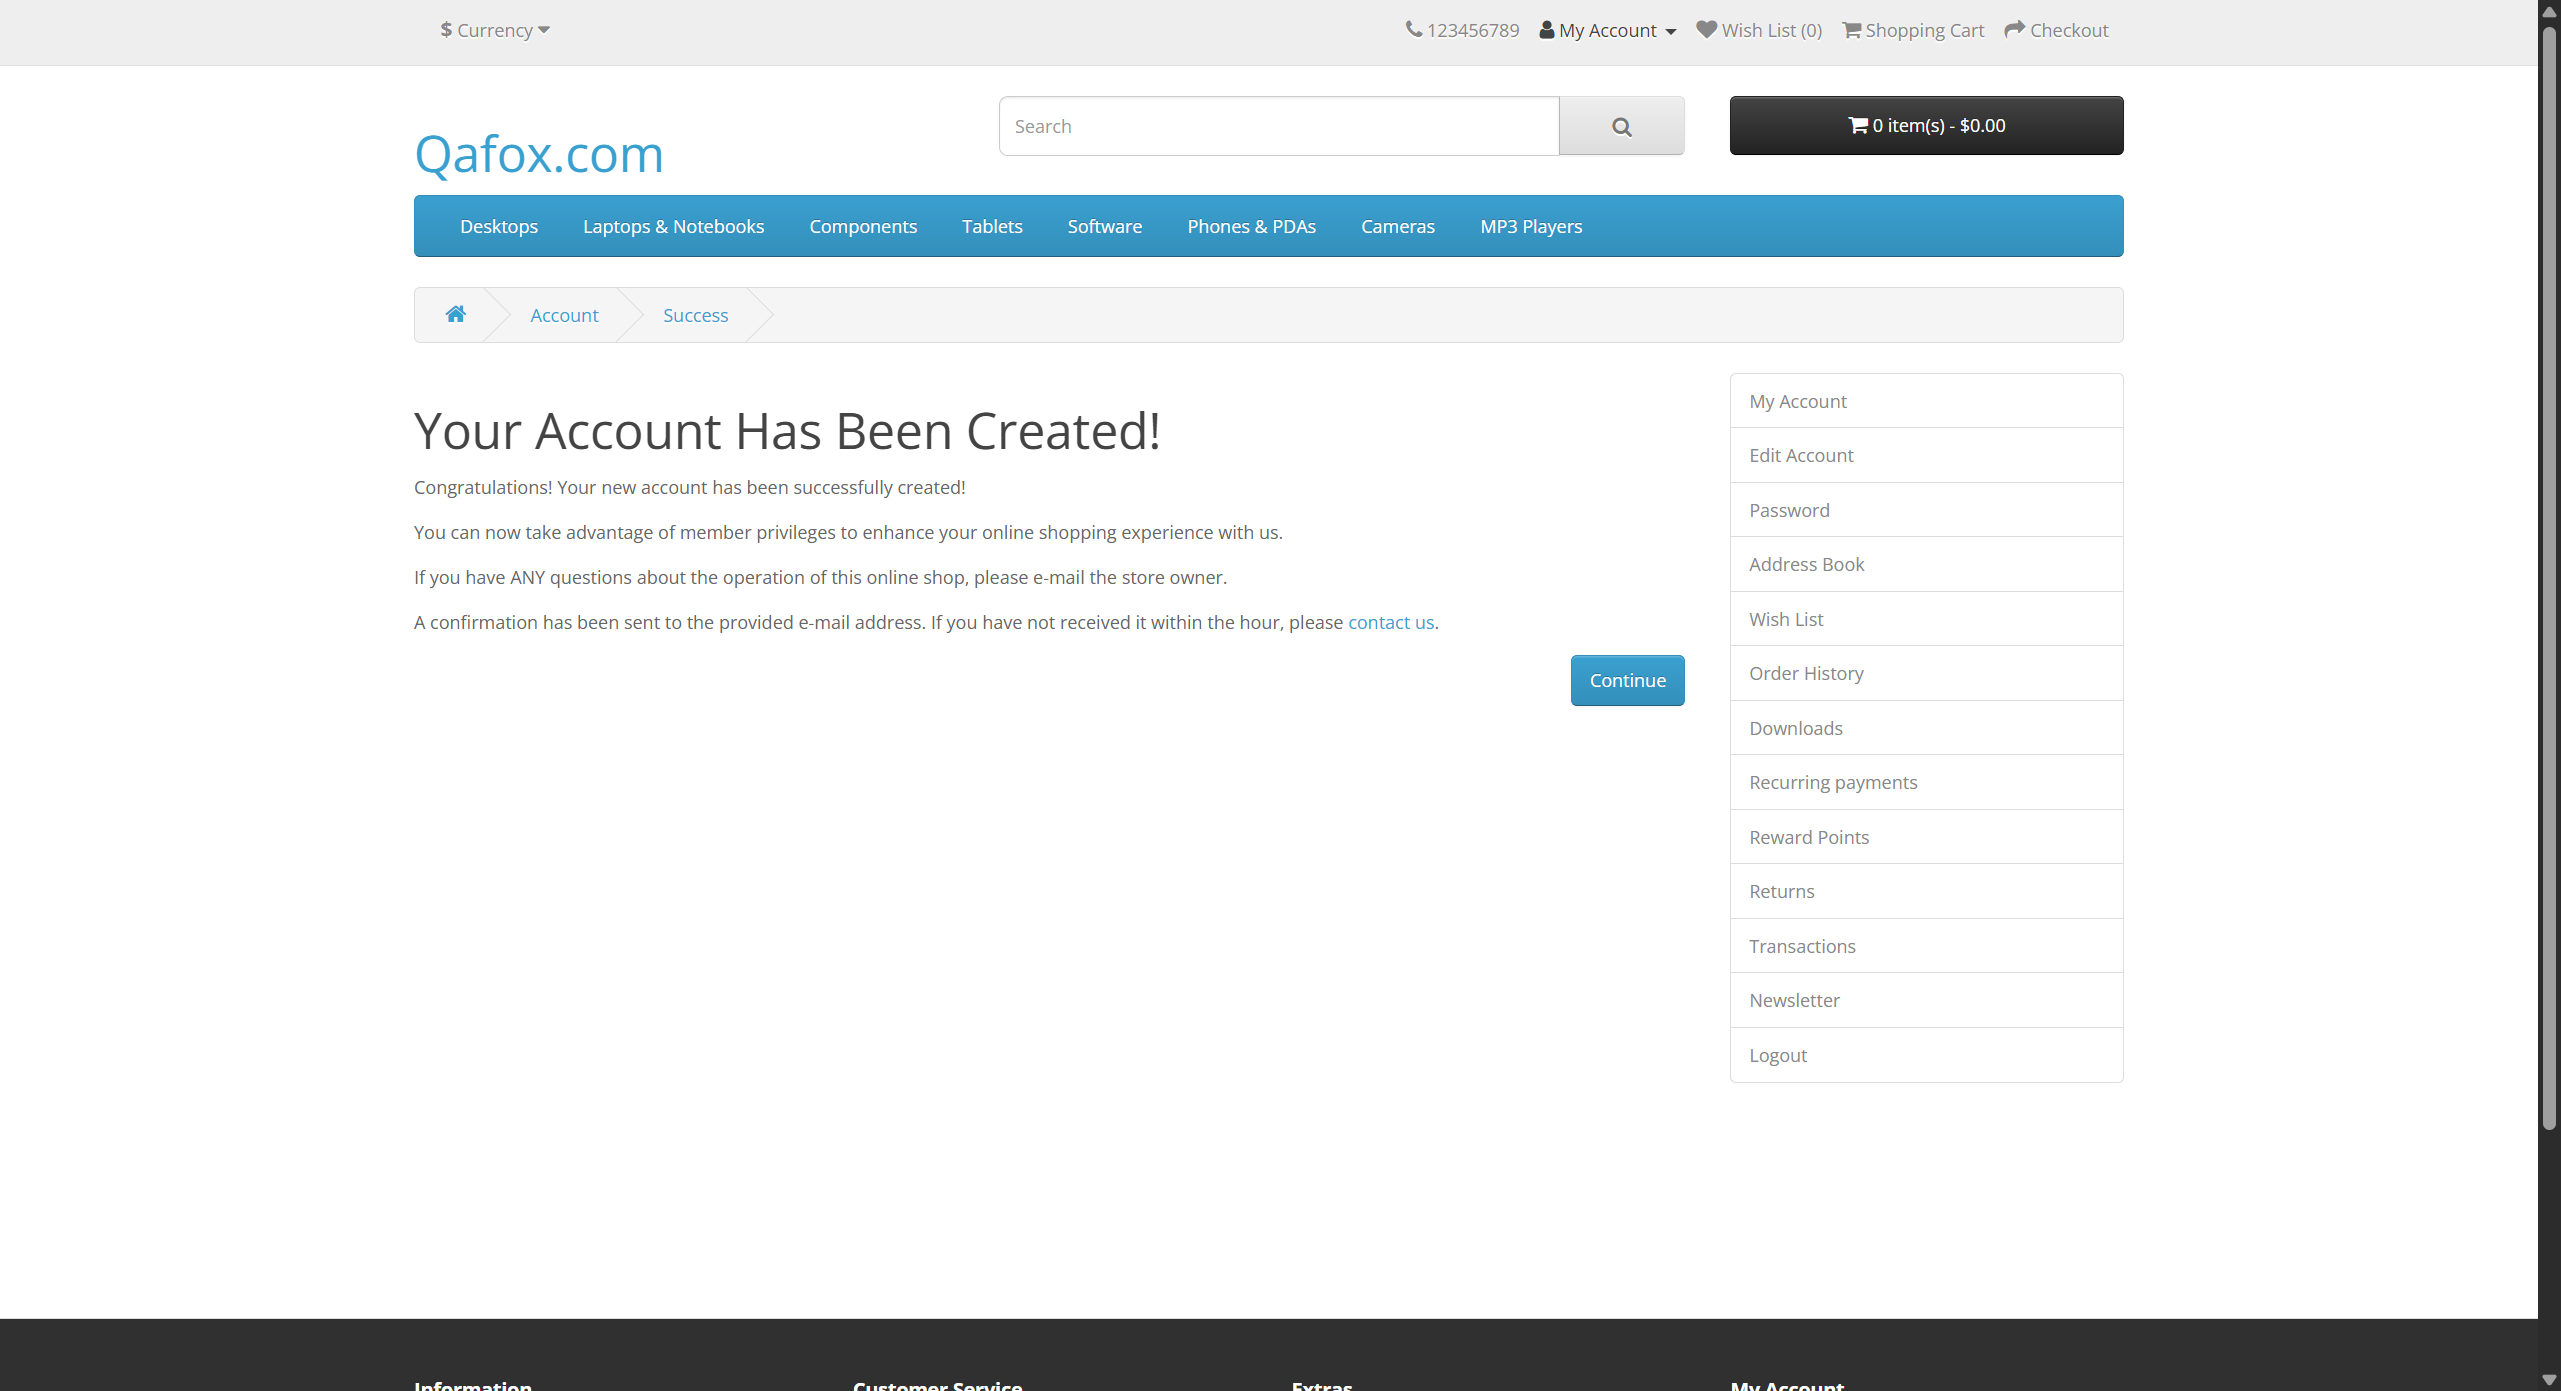 $ Currency
123456789 My Account Wish List (0) Shopping Cart Checkout
Qafox.com
Search
0 item(s) - $0.00
Desktops Laptops & Notebooks Components Tablets Software Phones & PDAs Cameras MP3 Players
Account Success
Your Account Has Been Created!
Congratulations! Your new account has been successfully created!
You can now take advantage of member privileges to enhance your online shopping experience with us.
If you have ANY questions about the operation of this online shop, please e-mail the store owner.
A confirmation has been sent to the provided e-mail address. If you have not received it within the hour, please contact us.
Continue
My Account
Edit Account
Password
Address Book
Wish List
Order History
Downloads
Recurring payments
Reward Points
Returns
Transactions
Newsletter
Logout
Information Customer Service Extras My Account